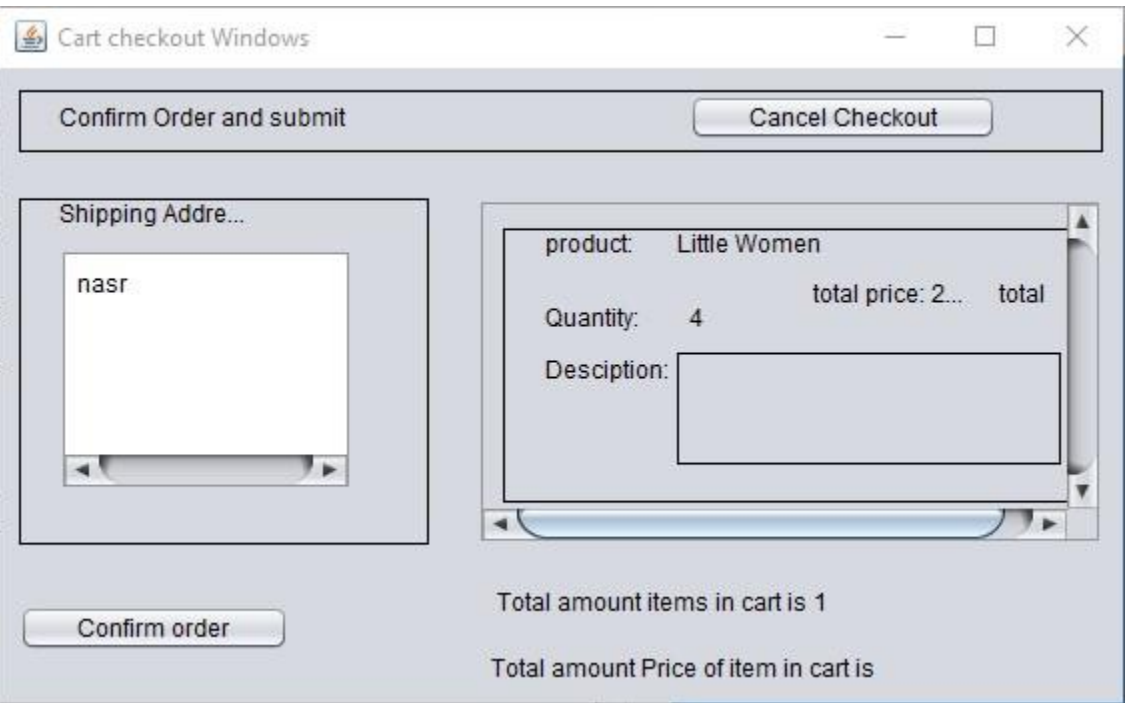 Cart checkout Windows
Confirm Order and submit
Cancel Checkout
Shipping Addre...
nasr
product: Little Women
total price: 2... total
Quantity: 4
Desciption:
Confirm order
Total amount items in cart is 1
Total amount Price of item in cart is